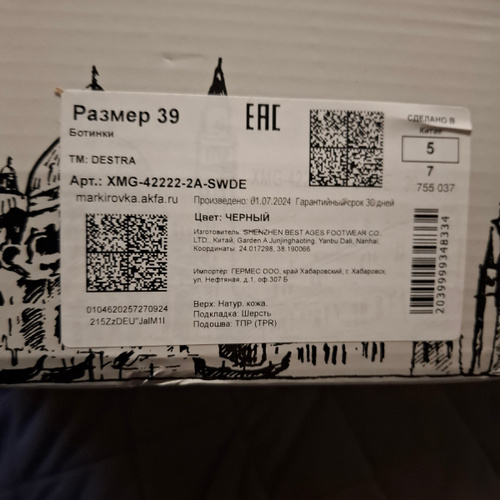 Размер 39
Ботинки
EAC
СДЕЛАНО В
Китае
5
7
755 037
ТМ: DESTRA
Арт.: XMG-42222-2A-SWDE
markirovka.akfa.ru
Произведено: 01.07.2024 Гарантийный срок 30 дней
Цвет: ЧЕРНЫЙ
Изготовитель: SHENZHEN BEST AGES FOOTWEAR CO.
LTD., Китай, Garden A Junjinghaoting, Yanbu Dali, Nanhai,
Координаты: 24.017298, 38.190066
Импортер: ГЕРМЕС ООО, край Хабаровский, г. Хабаровск,
ул. Нефтяная, д.1, оф.307 Б
0104620257270924
215ZzDEU"JalM1I
Верх: Натур. кожа.
Подкладка: Шерсть
Подошва: ТПР (TPR)
2039999348334